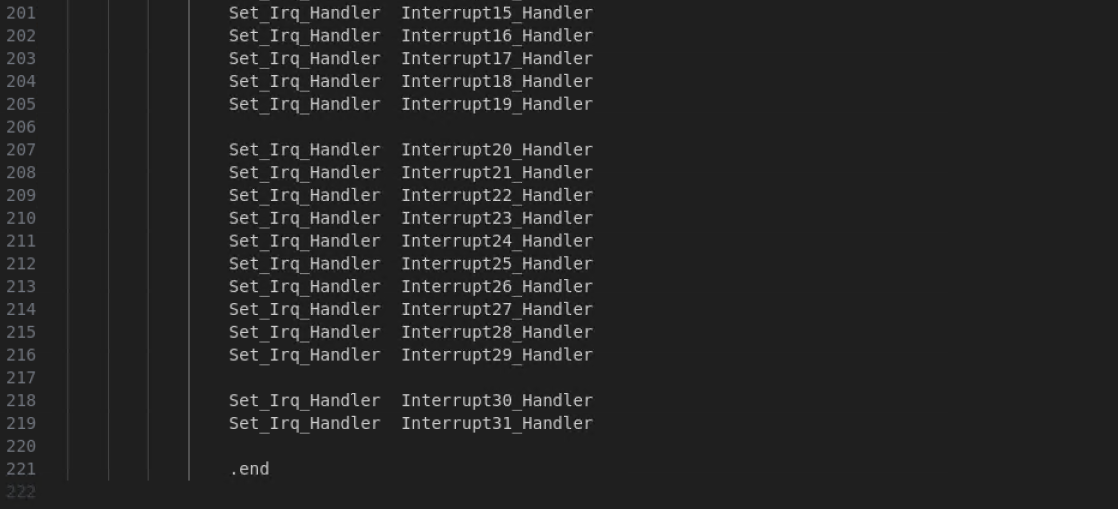 201 Set_Irq_Handler Interrupt15_Handler
202 Set_Irq_Handler Interrupt16_Handler
203 Set_Irq_Handler Interrupt17_Handler
204 Set_Irq_Handler Interrupt18_Handler
205 Set_Irq_Handler Interrupt19_Handler
206
207 Set_Irq_Handler Interrupt20_Handler
208 Set_Irq_Handler Interrupt21_Handler
209 Set_Irq_Handler Interrupt22_Handler
210 Set_Irq_Handler Interrupt23_Handler
211 Set_Irq_Handler Interrupt24_Handler
212 Set_Irq_Handler Interrupt25_Handler
213 Set_Irq_Handler Interrupt26_Handler
214 Set_Irq_Handler Interrupt27_Handler
215 Set_Irq_Handler Interrupt28_Handler
216 Set_Irq_Handler Interrupt29_Handler
217
218 Set_Irq_Handler Interrupt30_Handler
219 Set_Irq_Handler Interrupt31_Handler
220
221 .end
222